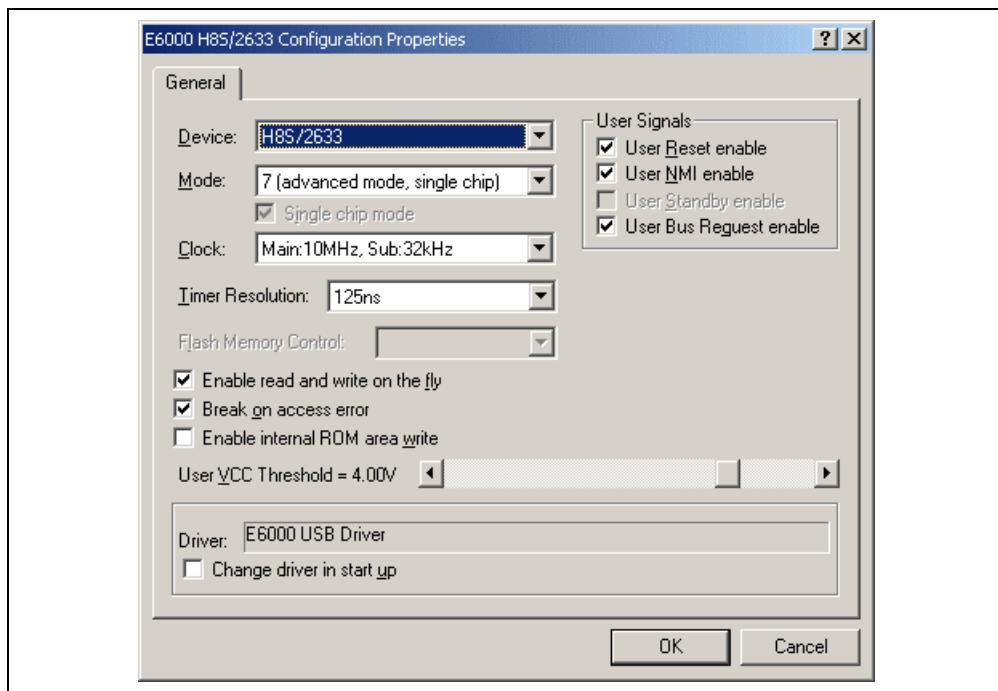 E6000 H8S/2633 Configuration Properties
General
Device: H8S/2633
Mode: 7 (advanced mode, single chip)
Single chip mode
Clock: Main:10MHz, Sub:32kHz
Timer Resolution: 125ns
Flash Memory Control:
Enable read and write on the fly
Break on access error
Enable internal ROM area write
User VCC Threshold = 4.00V
User Signals
User Reset enable
User NMI enable
User Standby enable
User Bus Reguest enable
Driver: E6000 USB Driver
Change driver in start up
OK Cancel